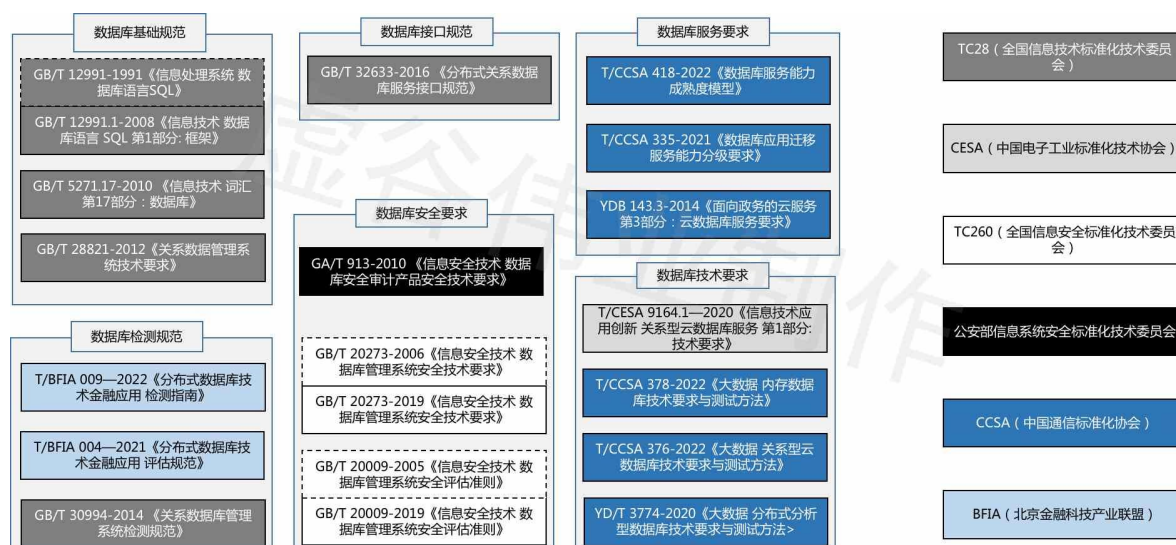 数据库基础规范
GB/T 12991-1991《信息处理系统 数
据库语言SQL》
GB/T 12991.1-2008《信息技术 数据
库语言 SQL 第1部分: 框架》
GB/T 5271.17-2010 《信息技术 词汇
第17部分：数据库》
GB/T 28821-2012《关系数据管理系
统技术要求》
数据库检测规范
T/BFIA 009—2022《分布式数据库技
术金融应用 检测指南》
T/BFIA 004—2021《分布式数据库技
术金融应用 评估规范》
GB/T 30994-2014 《关系数据库管理
系统检测规范》
数据库接口规范
GB/T 32633-2016 《分布式关系数据
库服务接口规范》
数据库安全要求
GA/T 913-2010 《信息安全技术 数据
库安全审计产品安全技术要求》
GB/T 20273-2006《信息安全技术 数
据库管理系统安全技术要求》
GB/T 20273-2019《信息安全技术 数
据库管理系统安全技术要求》
GB/T 20009-2005《信息安全技术 数
据库管理系统安全评估准则》
GB/T 20009-2019《信息安全技术 数
据库管理系统安全评估准则》
数据库服务要求
T/CCSA 418-2022《数据库服务能力
成熟度模型》
T/CCSA 335-2021《数据库应用迁移
服务能力分级要求》
YDB 143.3-2014《面向政务的云服务
第3部分：云数据库服务要求》
数据库技术要求
T/CESA 9164.1—2020《信息技术应
用创新 关系型云数据库服务 第1部分:
技术要求》
T/CCSA 378-2022《大数据 内存数据
库技术要求与测试方法》
T/CCSA 376-2022《大数据 关系型云
数据库技术要求与测试方法》
YD/T 3774-2020《大数据 分布式分析
型数据库技术要求与测试方法>
TC28（全国信息技术标准化技术委员
会）
CESA（中国电子工业标准化技术协会）
TC260（全国信息安全标准化技术委员
会）
公安部信息系统安全标准化技术委员会
CCSA（中国通信标准化协会）
BFIA（北京金融科技产业联盟）
虚谷伟业制作